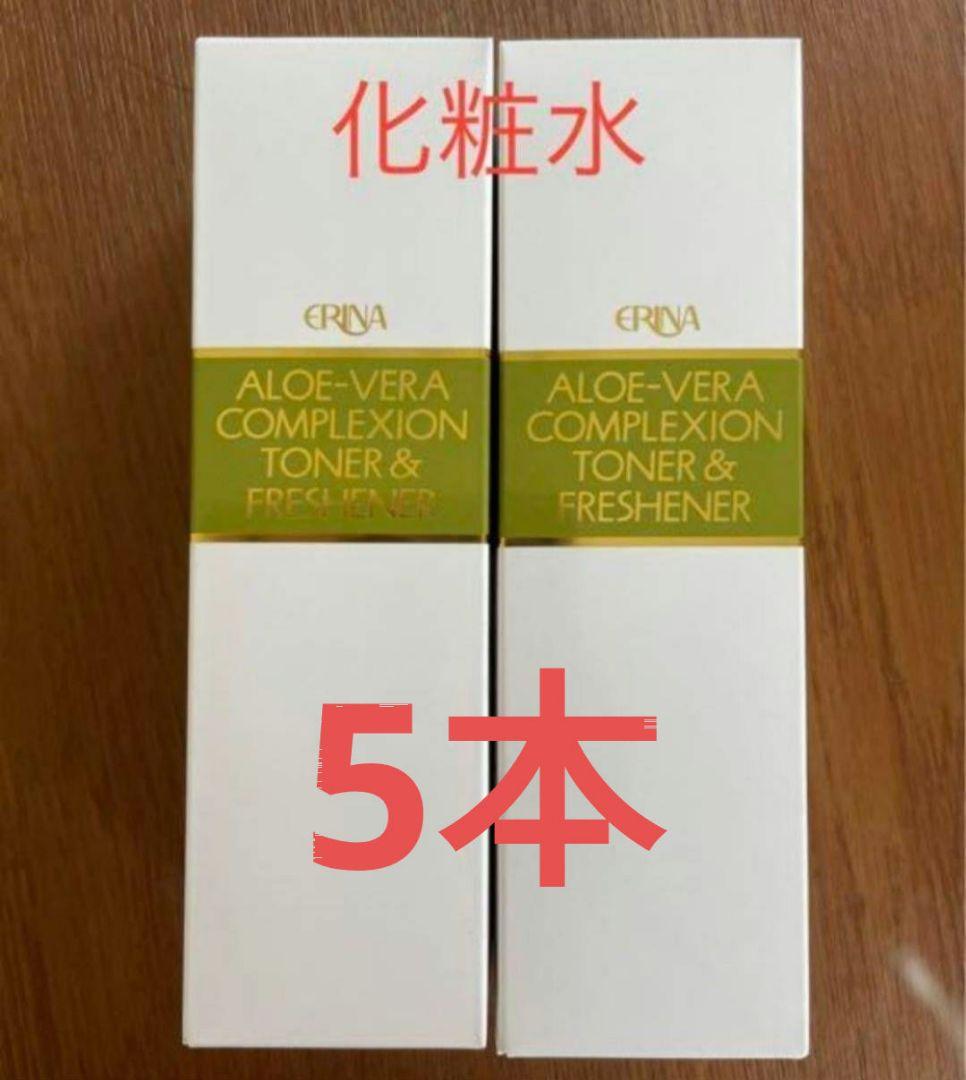 化粧水
ERINA
ALOE-VERA
COMPLEXION
TONER &
FRESHENER
ERINA
ALOE-VERA
COMPLEXION
TONER &
FRESHENER
5本